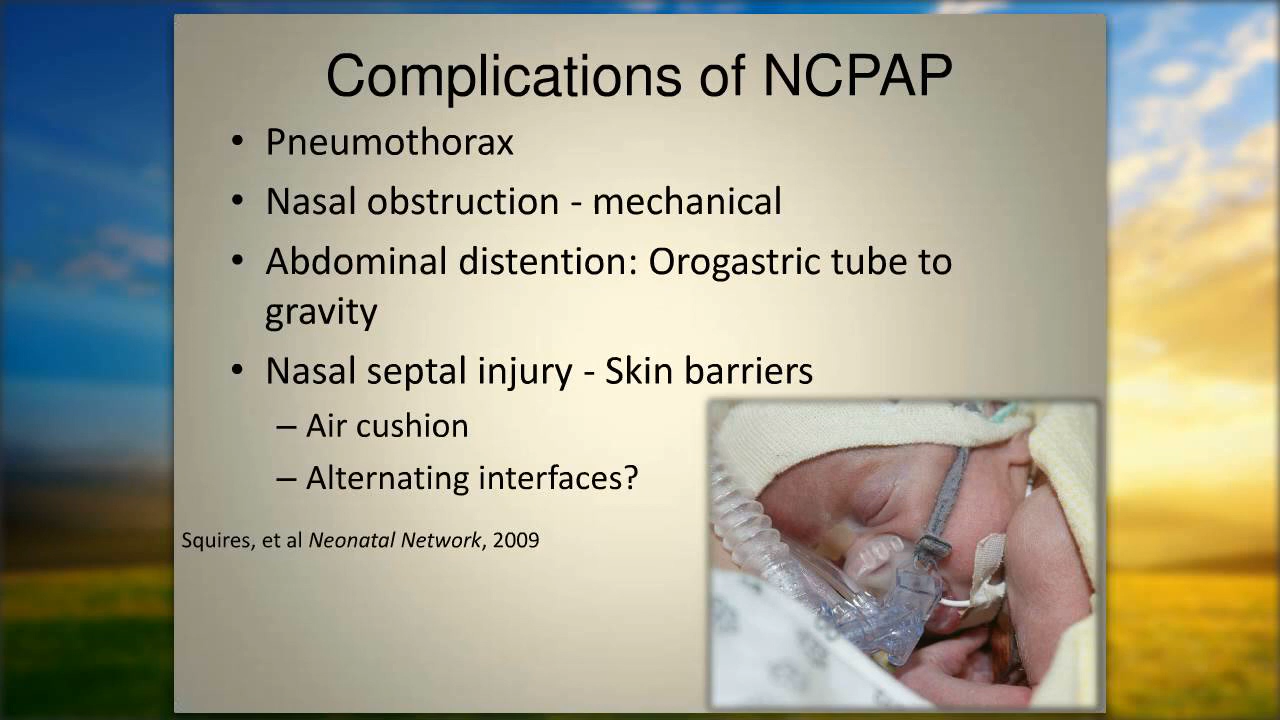 Complications of NCPAP
• Pneumothorax
• Nasal obstruction - mechanical
• Abdominal distention: Orogastric tube to
gravity
• Nasal septal injury - Skin barriers
– Air cushion
– Alternating interfaces?
Squires, et al Neonatal Network, 2009